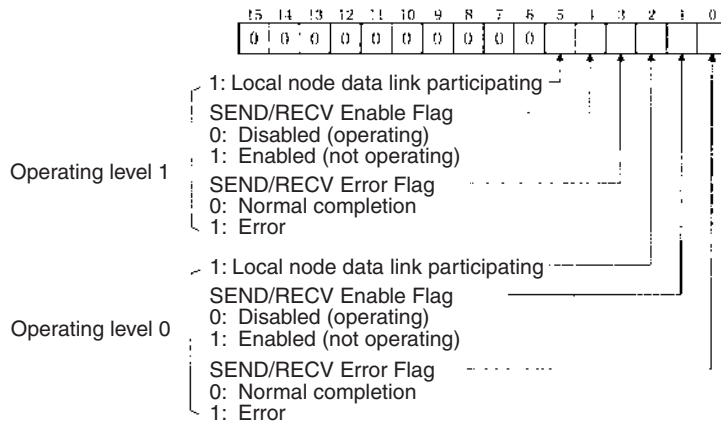 15 14 13 12 11 10 9 8 7 6 5 4 3 2 1 0
0 0 0 0 0 0 0 0 0 0
1: Local node data link participating
SEND/RECV Enable Flag
0: Disabled (operating)
1: Enabled (not operating)
Operating level 1
SEND/RECV Error Flag
0: Normal completion
1: Error
1: Local node data link participating
SEND/RECV Enable Flag
0: Disabled (operating)
Operating level 0
1: Enabled (not operating)
SEND/RECV Error Flag
0: Normal completion
1: Error